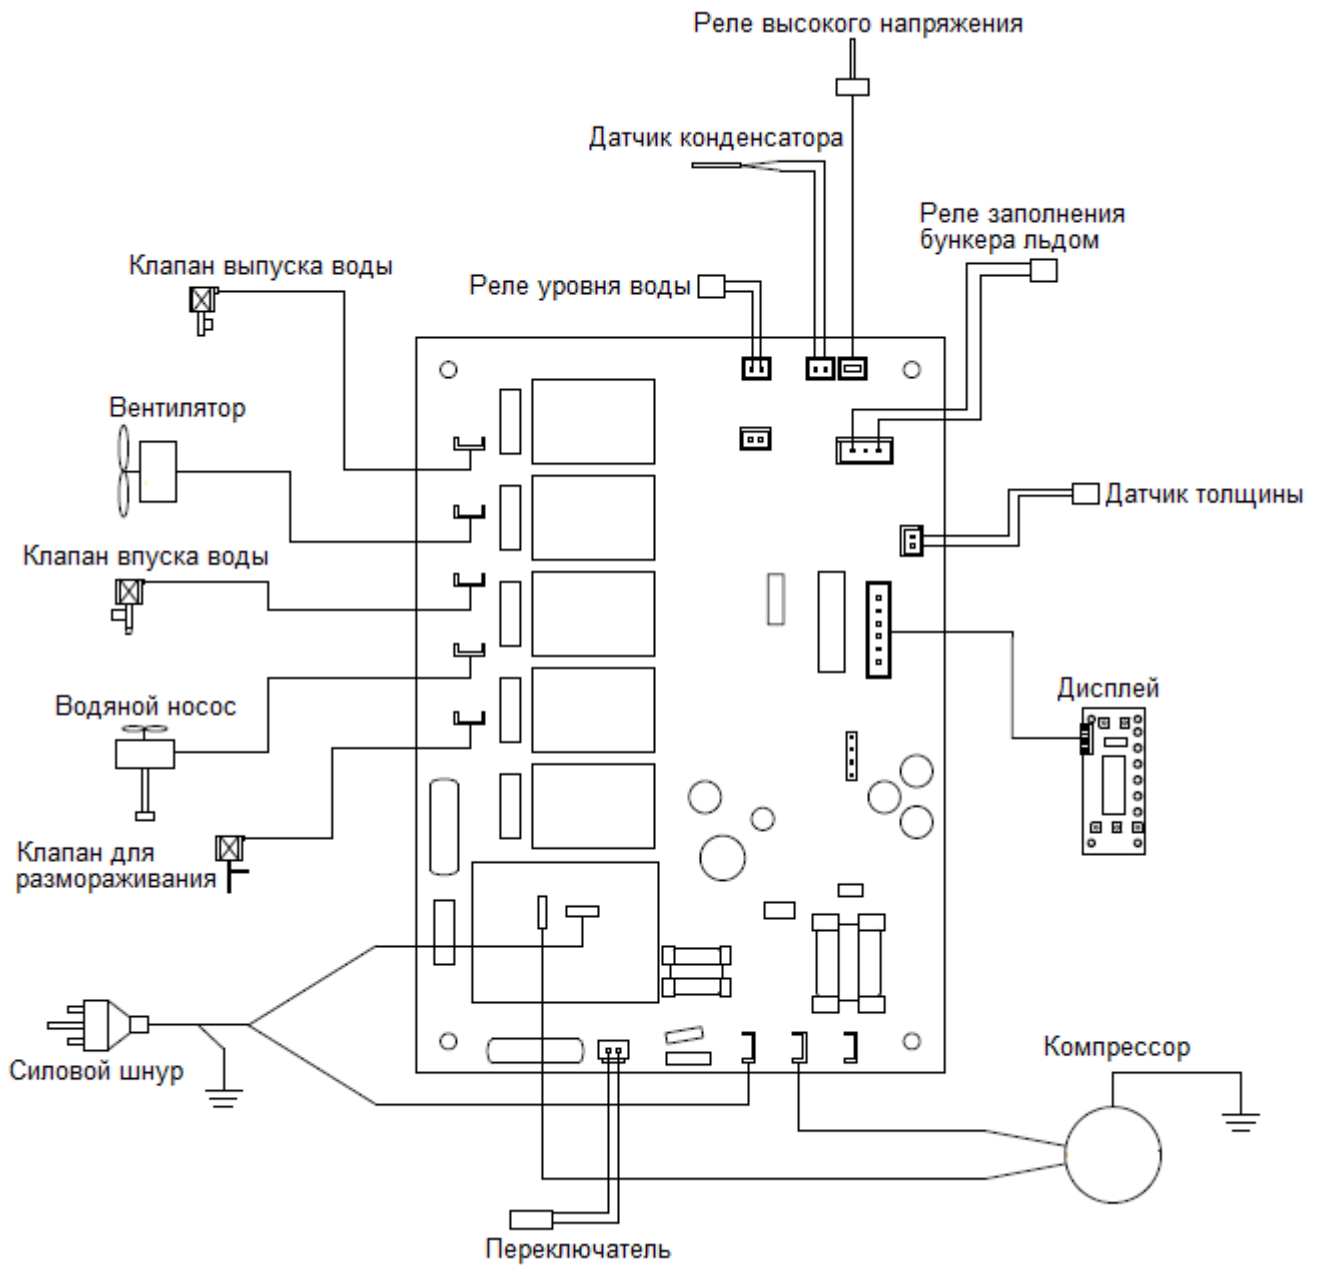 Реле высокого напряжения
Датчик конденсатора
Реле заполнения
бункера льдом
Клапан выпуска воды
Реле уровня воды
Вентилятор
Датчик толщины
Клапан впуска воды
Дисплей
Водяной носос
Клапан для
размораживания
Силовой шнур
Компрессор
Переключатель